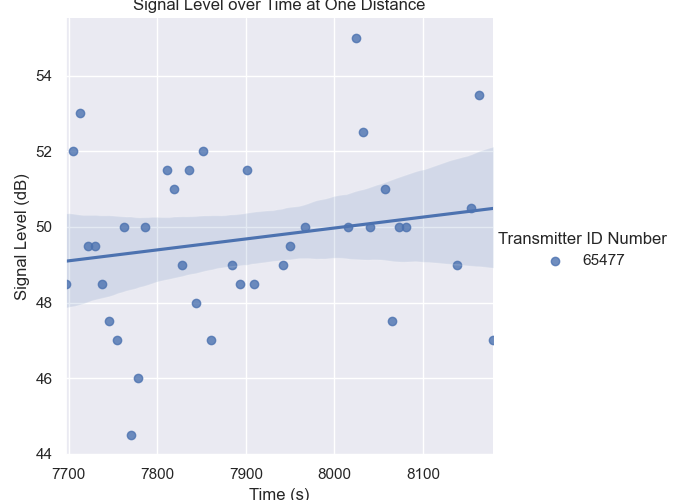 Signal Level over Time at One Distance
54
52
50
48
46
44
Signal Level (dB)
7700 7800 7900 8000 8100
Time (s)
Transmitter ID Number
65477